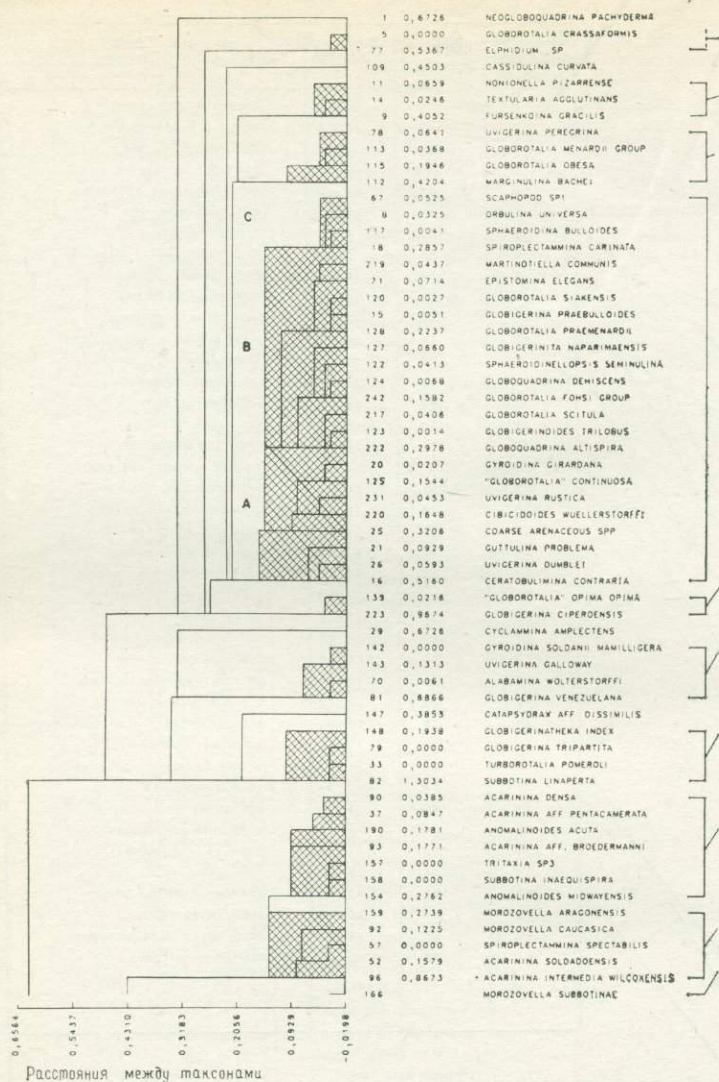 1 0,6726 NEOGLOBOQUADRINA PACHYDERMA
5 0,0000 GLOBOROTALIA CRASSAFORMIS
77 0,5367 ELPHIDIUM SP
109 0,4503 CASSIDULINA CURVATA
11 0,0659 NONIONELLA PIZARRENSE
14 0,0246 TEXTULARIA AGGLUTINANS
9 0,4052 FURSENKOINA GRACILIS
78 0,0641 UVIGERINA PEREGRINA
113 0,0368 GLOBOROTALIA MENARDII GROUP
115 0,1946 GLOBOROTALIA OBESA
112 0,4204 MARGINULINA BACHEI
67 0,0525 SCAPHOPOD SP1
C
8 0,0325 ORBULINA UNIVERSA
117 0,0041 SPHAEROIDINA BULLOIDES
18 0,2857 SPIROPLECTAMMINA CARINATA
219 0,0437 MARTINOTIELLA COMMUNIS
71 0,0714 EPISTOMINA ELEGANS
120 0,0027 GLOBOROTALIA SIAKENSIS
15 0,0051 GLOBIGERINA PRAEBULLOIDES
128 0,2237 GLOBOROTALIA PRAEMENARDII
B
127 0,0660 GLOBIGERINITA NAPARIMAENSIS
122 0,0413 SPHAEROIDINELLOPSIS SEMINULINA
124 0,0068 GLOBOQUADRINA DEHISCENS
242 0,1582 GLOBOROTALIA FOHSI GROUP
217 0,0406 GLOBOROTALIA SCITULA
123 0,0014 GLOBIGERINOIDES TRILOBUS
222 0,2978 GLOBOQUADRINA ALTISPIRA
20 0,0207 GYROIDINA GIRARDANA
125 0,1544 "GLOBOROTALIA" CONTINUOSA
A
231 0,0453 UVIGERINA RUSTICA
220 0,1648 CIBICIDOIDES WUELLERSTORFFI
25 0,3206 COARSE ARENACEOUS SPP
21 0,0929 GUTTULINA PROBLEMA
26 0,0593 UVIGERINA DUMBLEI
16 0,5160 CERATOBULIMINA CONTRARIA
139 0,0218 "GLOBOROTALIA" OPIMA OPIMA
223 0,9874 GLOBIGERINA CIPEROENSIS
29 0,6726 CYCLAMMINA AMPLECTENS
142 0,0000 GYROIDINA SOLDANII MAMILLIGERA
143 0,1313 UVIGERINA GALLOWAY
70 0,0061 ALABAMINA WOLTERSTORFFI
81 0,6866 GLOBIGERINA VENEZUELANA
147 0,3853 CATAPSYDRAX AFF DISSIMILIS
148 0,1938 GLOBIGERINATHEKA INDEX
79 0,0000 GLOBIGERINA TRIPARTITA
33 0,0000 TURBOROTALIA POMEROLI
82 1,3034 SUBBOTINA LINAPERTA
90 0,0385 ACARININA DENSA
37 0,0847 ACARININA AFF PENTACAMERATA
190 0,1781 ANOMALINOIDES ACUTA
93 0,1771 ACARININA AFF, BROEDERMANNI
157 0,0000 TRITAXIA SP3
158 0,0000 SUBBOTINA INAEQUISPIRA
154 0,2762 ANOMALINOIDES MIDWAYENSIS
159 0,2739 MOROZOVELLA ARAGONENSIS
92 0,1225 MOROZOVELLA CAUCASICA
57 0,0000 SPIROPLECTAMMINA SPECTABILIS
52 0,1579 ACARININA SOLDADOENSIS
96 0,8673 ACARININA INTERMEDIA WILCOXENSIS
166 MOROZOVELLA SUBBOTINAE
0,6564 0,5437 0,4310 0,3183 0,2056 0,0929 -0,0198
Расстояния между таксонами